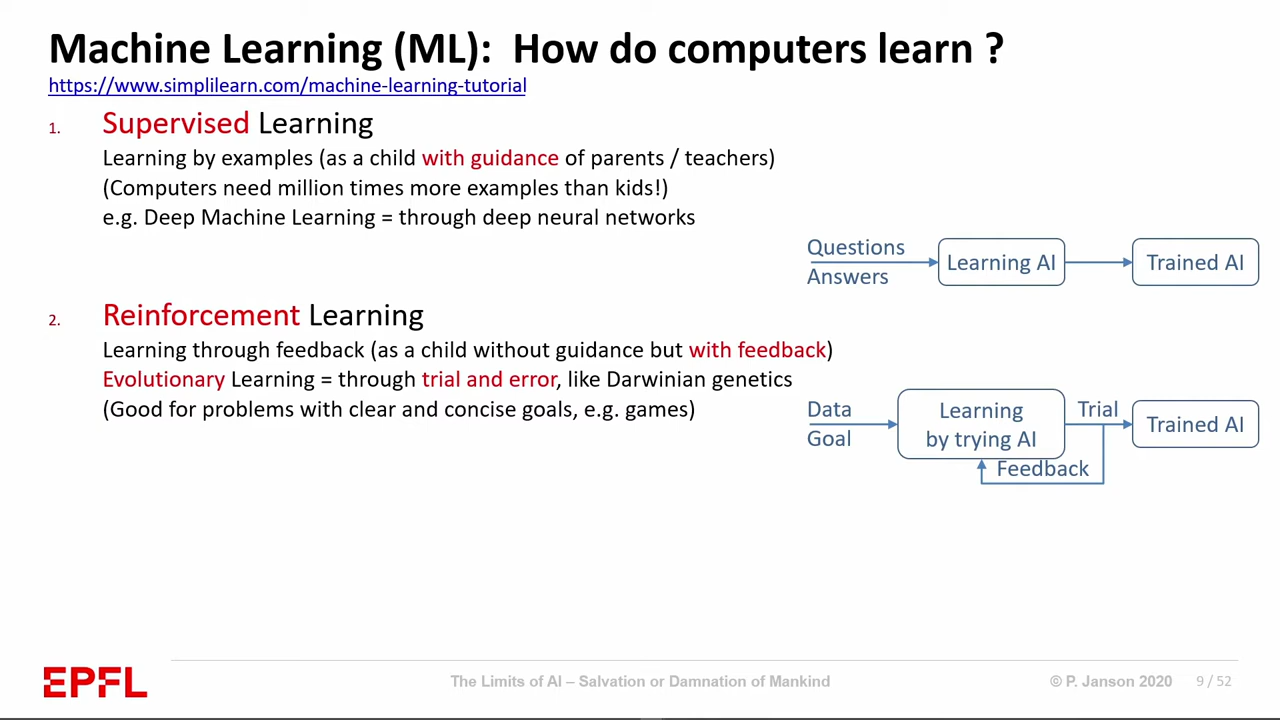 Machine Learning (ML):  How do computers learn ?
https://www.simplilearn.com/machine-learning-tutorial
1. Supervised Learning
Learning by examples (as a child with guidance of parents / teachers)
(Computers need million times more examples than kids!)
e.g. Deep Machine Learning = through deep neural networks
Questions
Answers
Learning AI
Trained AI
2. Reinforcement Learning
Learning through feedback (as a child without guidance but with feedback)
Evolutionary Learning = through trial and error, like Darwinian genetics
(Good for problems with clear and concise goals, e.g. games)
Data
Goal
Learning
by trying AI
Trial
Feedback
Trained AI
EPFL
The Limits of AI – Salvation or Damnation of Mankind
© P. Janson 2020
9 / 52